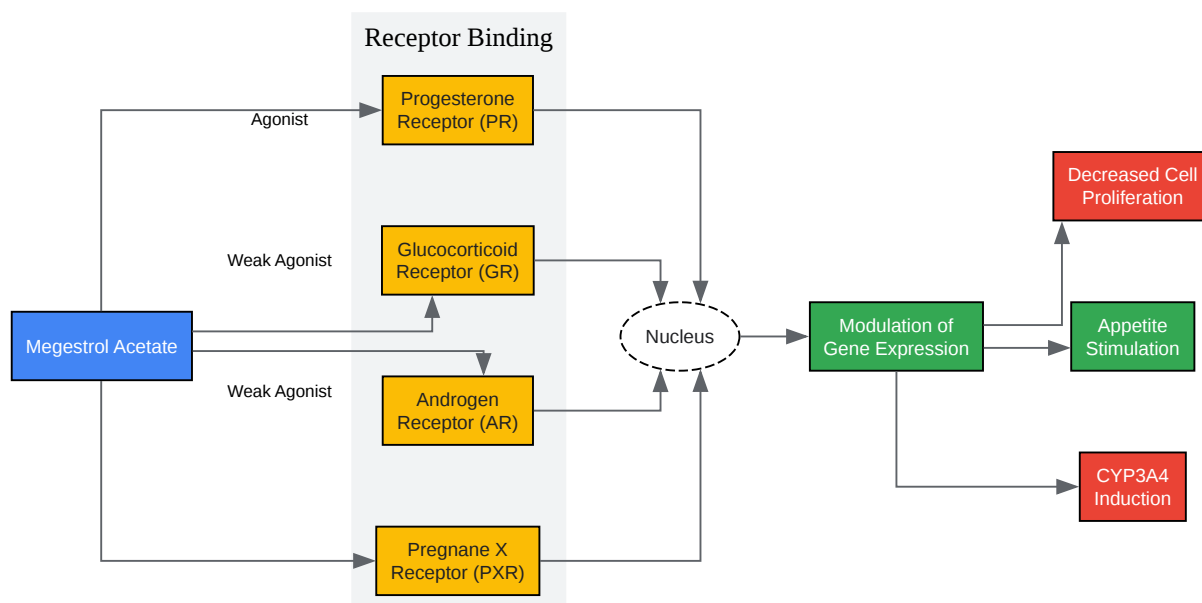 Receptor Binding
Progesterone
Receptor (PR)
Agonist
Decreased Cell
Proliferation
Glucocorticoid
Receptor (GR)
Weak Agonist
Megestrol Acetate
Nucleus
Modulation of
Gene Expression
Appetite
Stimulation
Weak Agonist
Androgen
Receptor (AR)
CYP3A4
Induction
Pregnane X
Receptor (PXR)